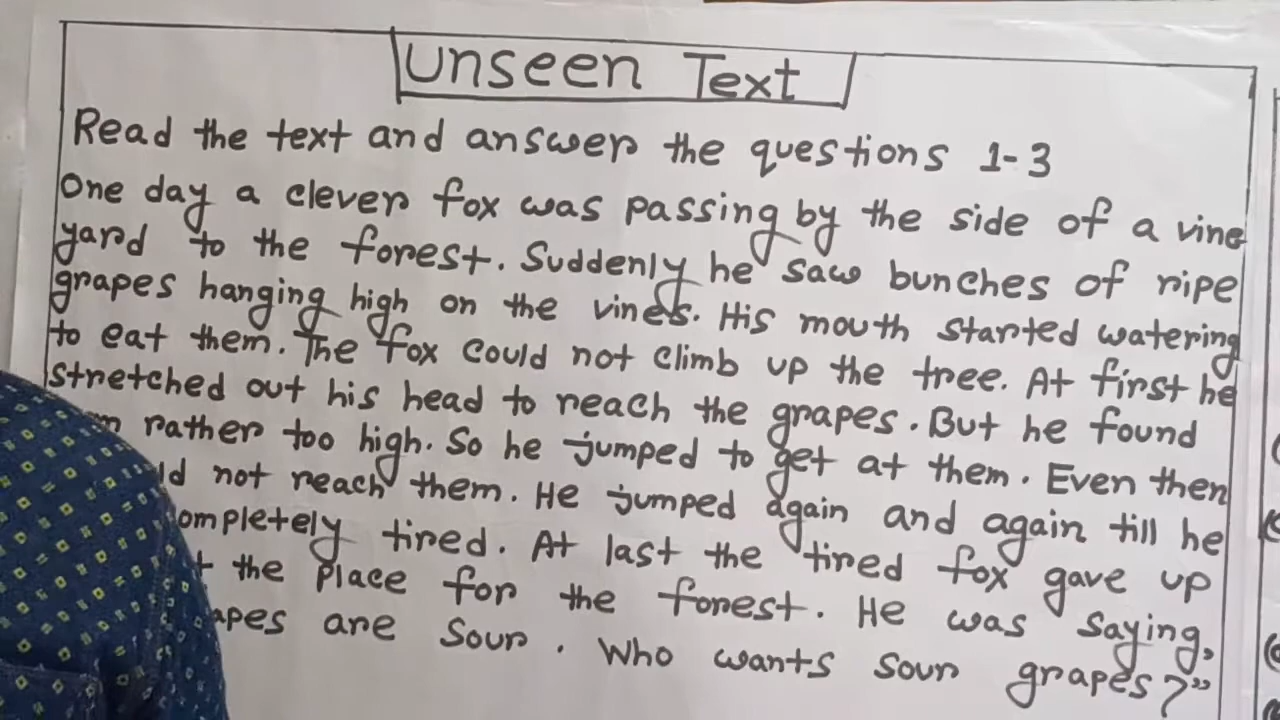 Unseen Text
Read the text and answer the questions 1-3
One day a clever fox was passing by the side of a vine
yard to the forest. Suddenly he saw bunches of ripe
grapes hanging high on the vines. His mouth started watering
to eat them. The fox could not climb up the tree. At first he
stretched out his head to reach the grapes. But he found
rather too high. So he jumped to get at them. Even then
not reach them. He jumped again and again till he
completely tired. At last the tired fox gave up
the place for the forest. He was saying,
grapes are sour. Who wants sour grapes?”